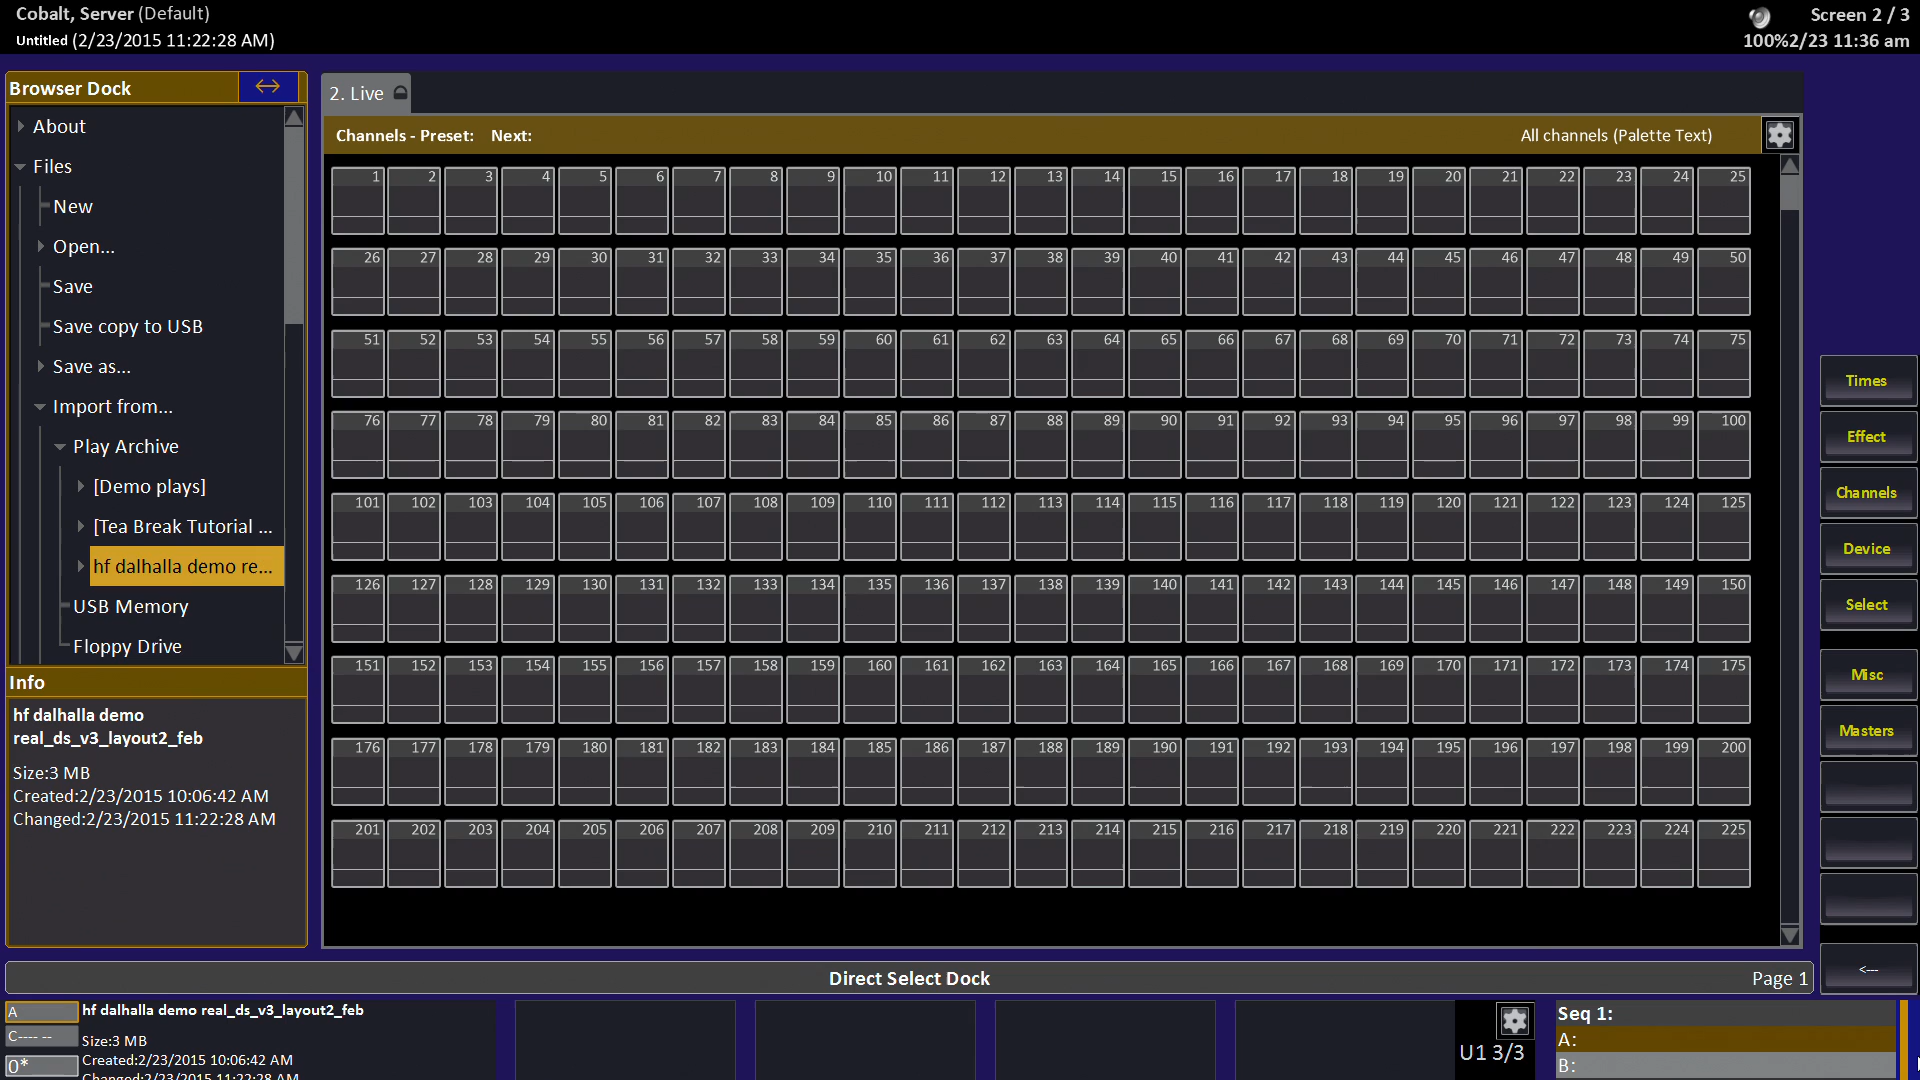 Cobalt, Server (Default)
Untitled (2/23/2015 11:22:28 AM)
Screen 2 / 3
100%2/23 11:36 am
Browser Dock
About
Files
New
Open...
Save
Save copy to USB
Save as...
Import from...
Play Archive
[Demo plays]
[Tea Break Tutorial ...
hf dalhalla demo re...
USB Memory
Floppy Drive
Info
hf dalhalla demo
real_ds_v3_layout2_feb
Size:3 MB
Created:2/23/2015 10:06:42 AM
Changed:2/23/2015 11:22:28 AM
2. Live
Channels - Preset: Next: All channels (Palette Text)
1 2 3 4 5 6 7 8 9 10 11 12 13 14 15 16 17 18 19 20 21 22 23 24 25
26 27 28 29 30 31 32 33 34 35 36 37 38 39 40 41 42 43 44 45 46 47 48 49 50
51 52 53 54 55 56 57 58 59 60 61 62 63 64 65 66 67 68 69 70 71 72 73 74 75
76 77 78 79 80 81 82 83 84 85 86 87 88 89 90 91 92 93 94 95 96 97 98 99 100
101 102 103 104 105 106 107 108 109 110 111 112 113 114 115 116 117 118 119 120 121 122 123 124 125
126 127 128 129 130 131 132 133 134 135 136 137 138 139 140 141 142 143 144 145 146 147 148 149 150
151 152 153 154 155 156 157 158 159 160 161 162 163 164 165 166 167 168 169 170 171 172 173 174 175
176 177 178 179 180 181 182 183 184 185 186 187 188 189 190 191 192 193 194 195 196 197 198 199 200
201 202 203 204 205 206 207 208 209 210 211 212 213 214 215 216 217 218 219 220 221 222 223 224 225
Times
Effect
Channels
Device
Select
Misc
Masters
<---
Direct Select Dock
Page 1
A
C---- --
0*
hf dalhalla demo real_ds_v3_layout2_feb
Size:3 MB
Created:2/23/2015 10:06:42 AM
Changed:2/23/2015 11:22:28 AM
U1 3/3
Seq 1:
A:
B: